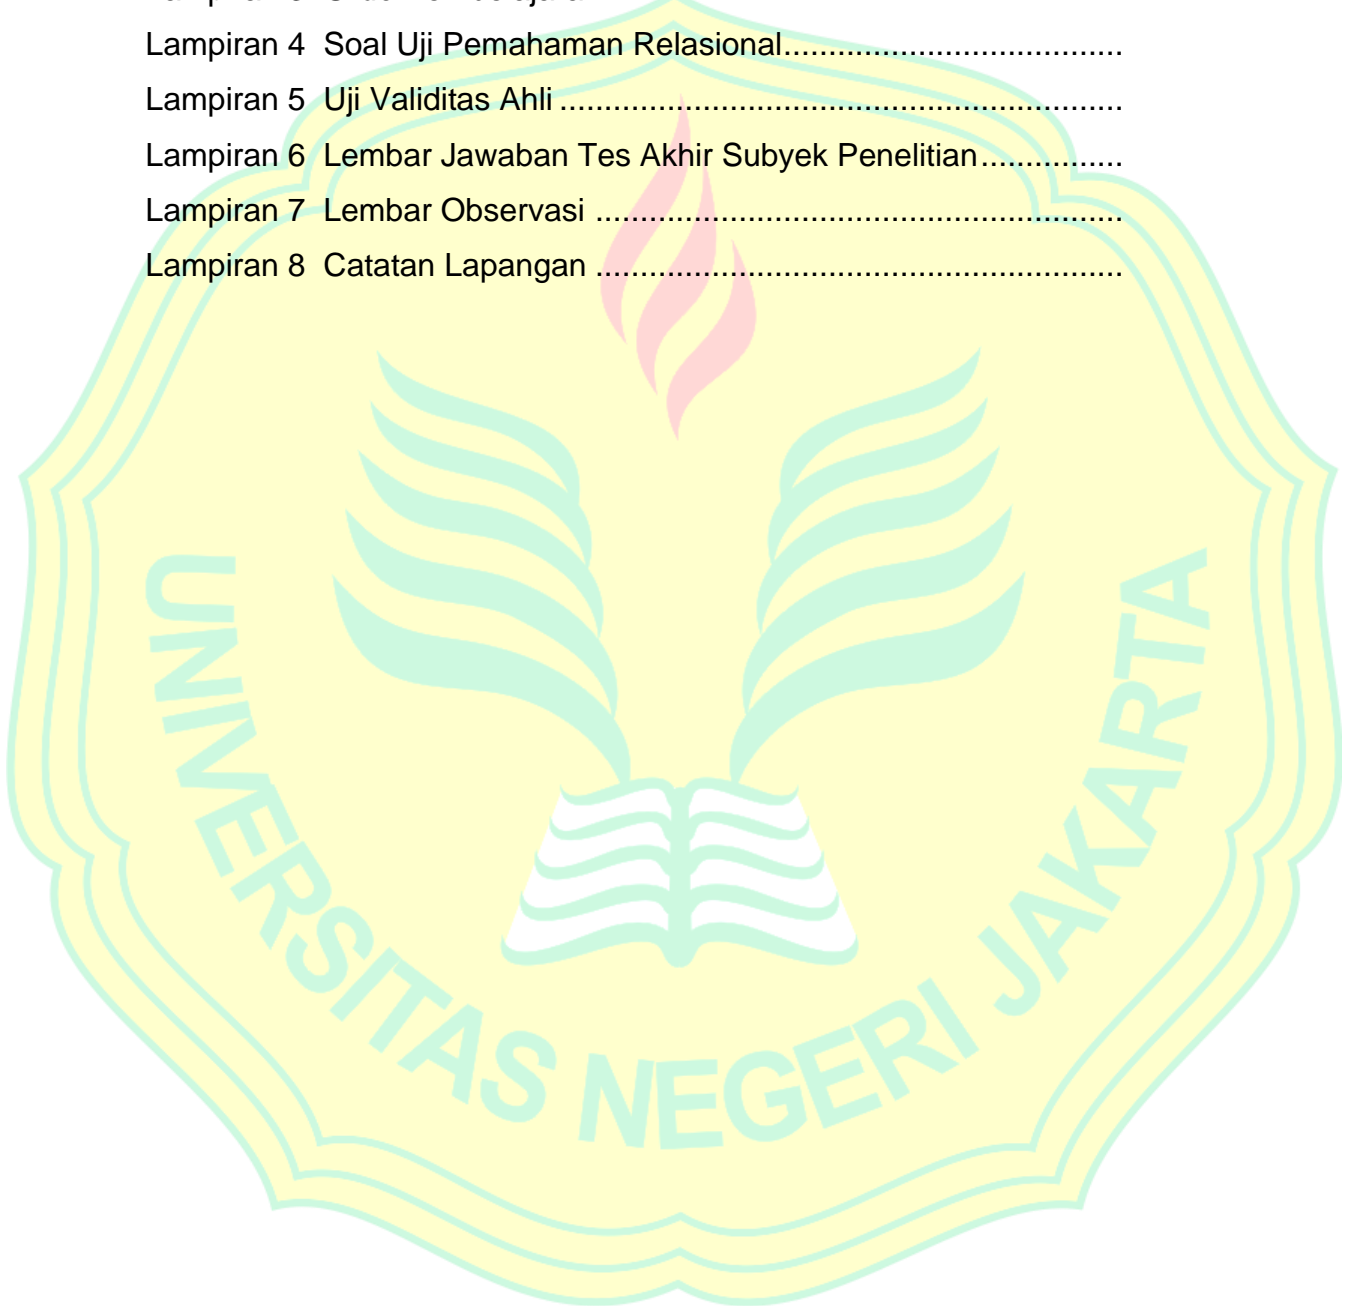 Lampiran 4 Soal Uji Pemahaman Relasional......................................
Lampiran 5 Uji Validitas Ahli ...............................................................
Lampiran 6 Lembar Jawaban Tes Akhir Subyek Penelitian................
Lampiran 7 Lembar Observasi ...........................................................
Lampiran 8 Catatan Lapangan ...........................................................
UNIVERSITAS NEGERI JAKARTA